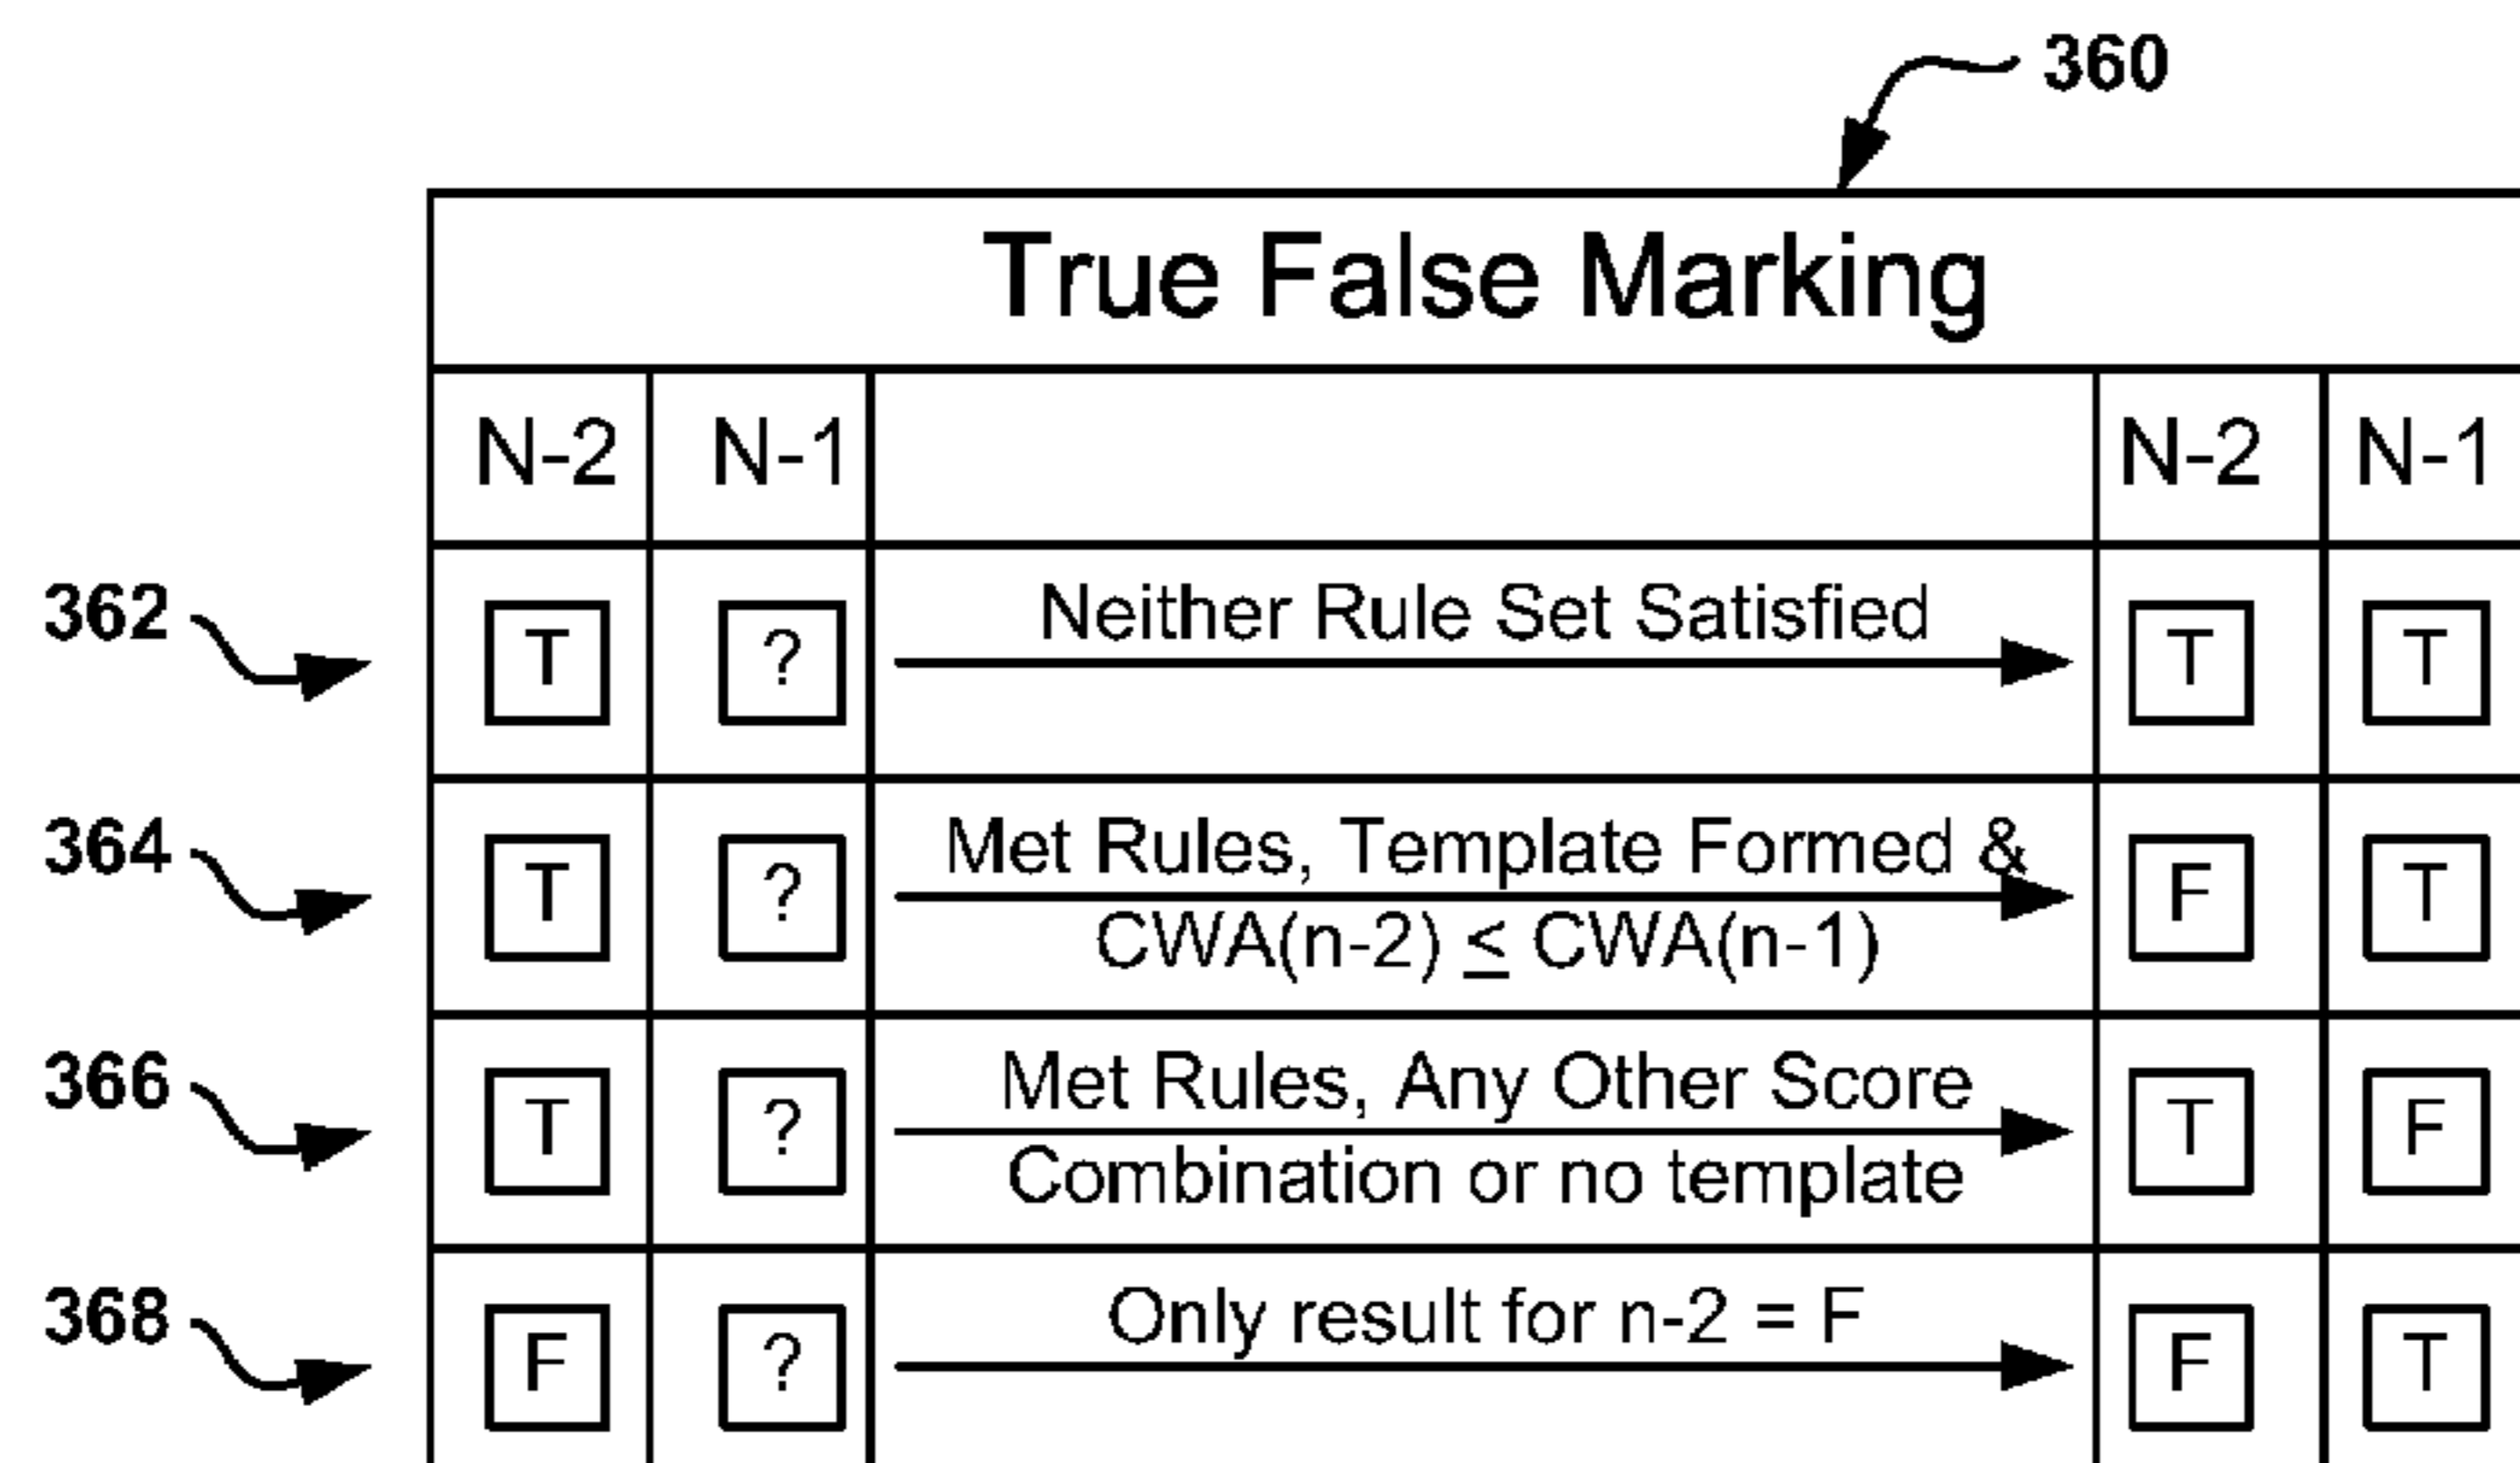 360
True False Marking
N-2 N-1 N-2 N-1
362 T ? Neither Rule Set Satisfied T T
364 T ? Met Rules, Template Formed & F T
CWA(n-2) ≤ CWA(n-1)
366 T ? Met Rules, Any Other Score T F
Combination or no template
368 F ? Only result for n-2 = F F T